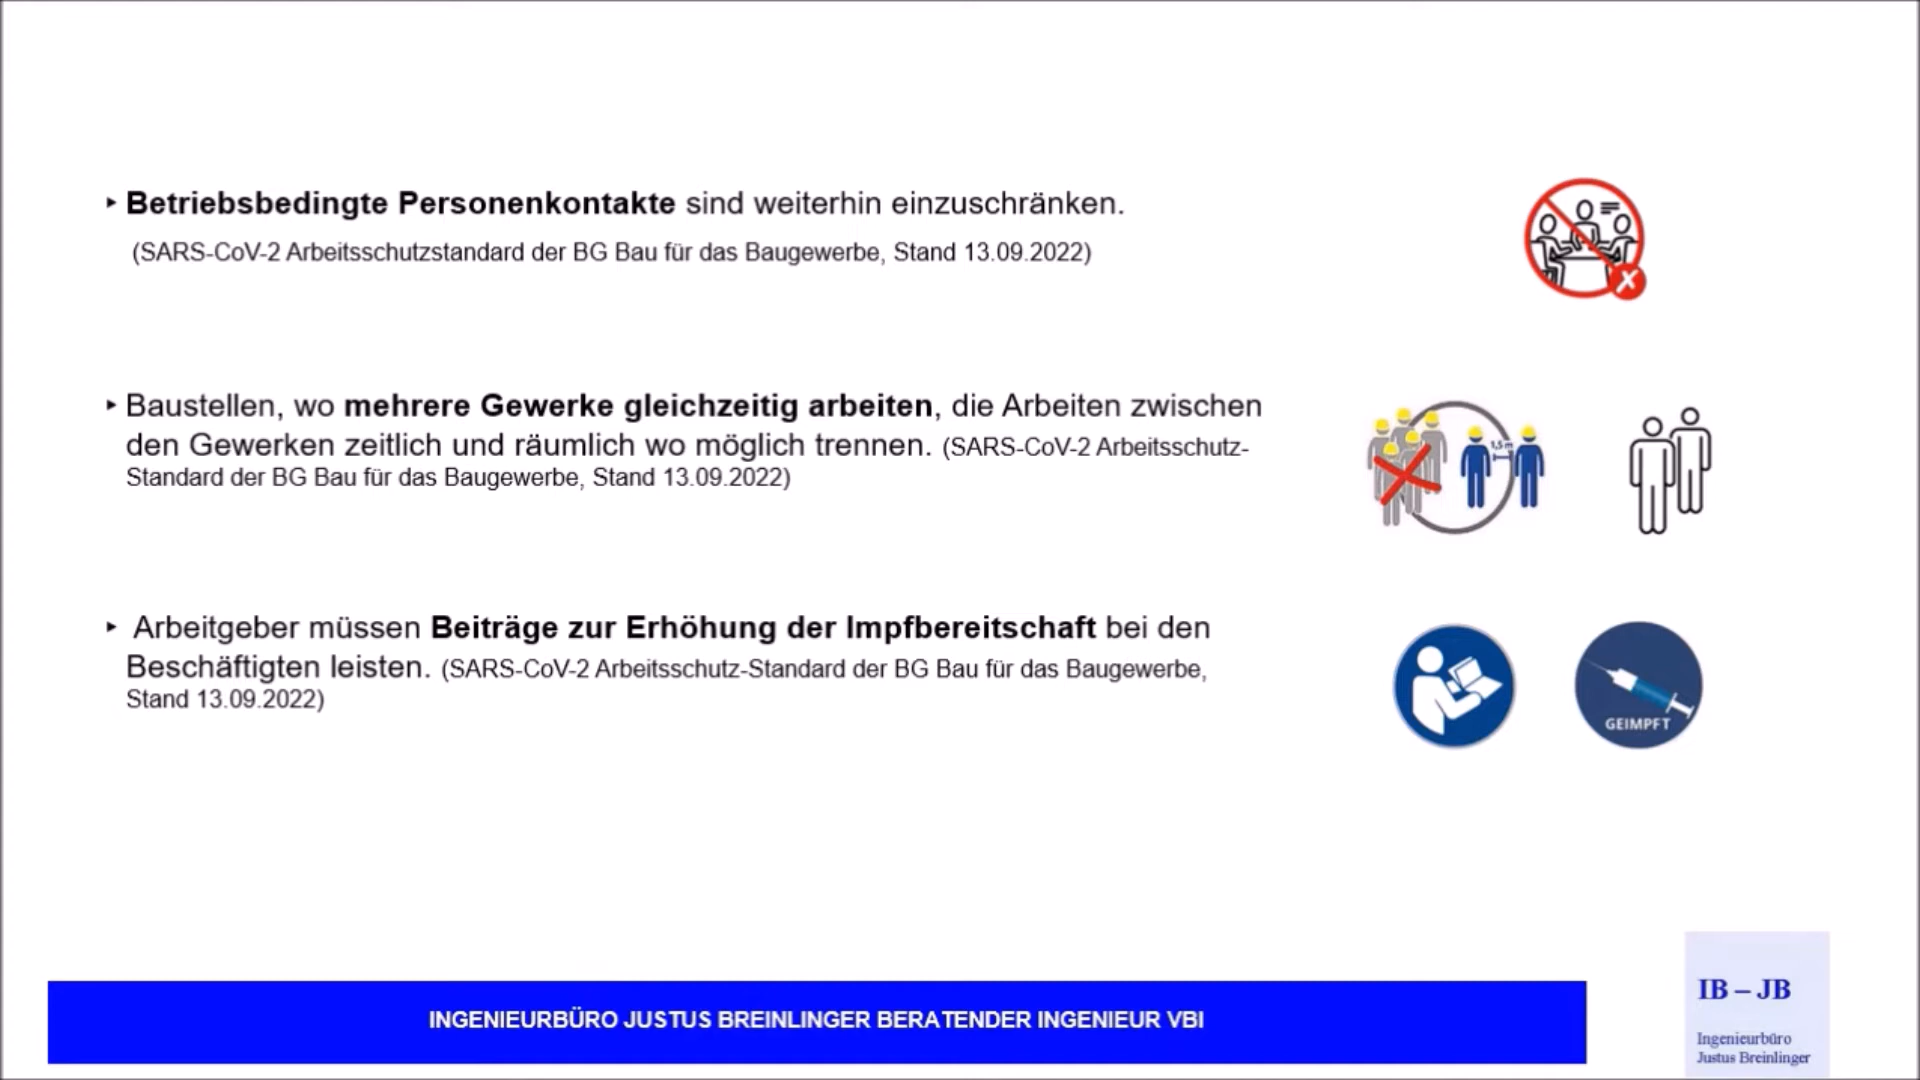 ‣ Betriebsbedingte Personenkontakte sind weiterhin einzuschränken.
(SARS-CoV-2 Arbeitsschutzstandard der BG Bau für das Baugewerbe, Stand 13.09.2022)
‣ Baustellen, wo mehrere Gewerke gleichzeitig arbeiten, die Arbeiten zwischen
den Gewerken zeitlich und räumlich wo möglich trennen. (SARS-CoV-2 Arbeitsschutz-
Standard der BG Bau für das Baugewerbe, Stand 13.09.2022)
1,5 m
‣ Arbeitgeber müssen Beiträge zur Erhöhung der Impfbereitschaft bei den
Beschäftigten leisten. (SARS-CoV-2 Arbeitsschutz-Standard der BG Bau für das Baugewerbe,
Stand 13.09.2022)
GEIMPFT
INGENIEURBÜRO JUSTUS BREINLINGER BERATENDER INGENIEUR VBI
IB – JB
Ingenieurbüro
Justus Breinlinger